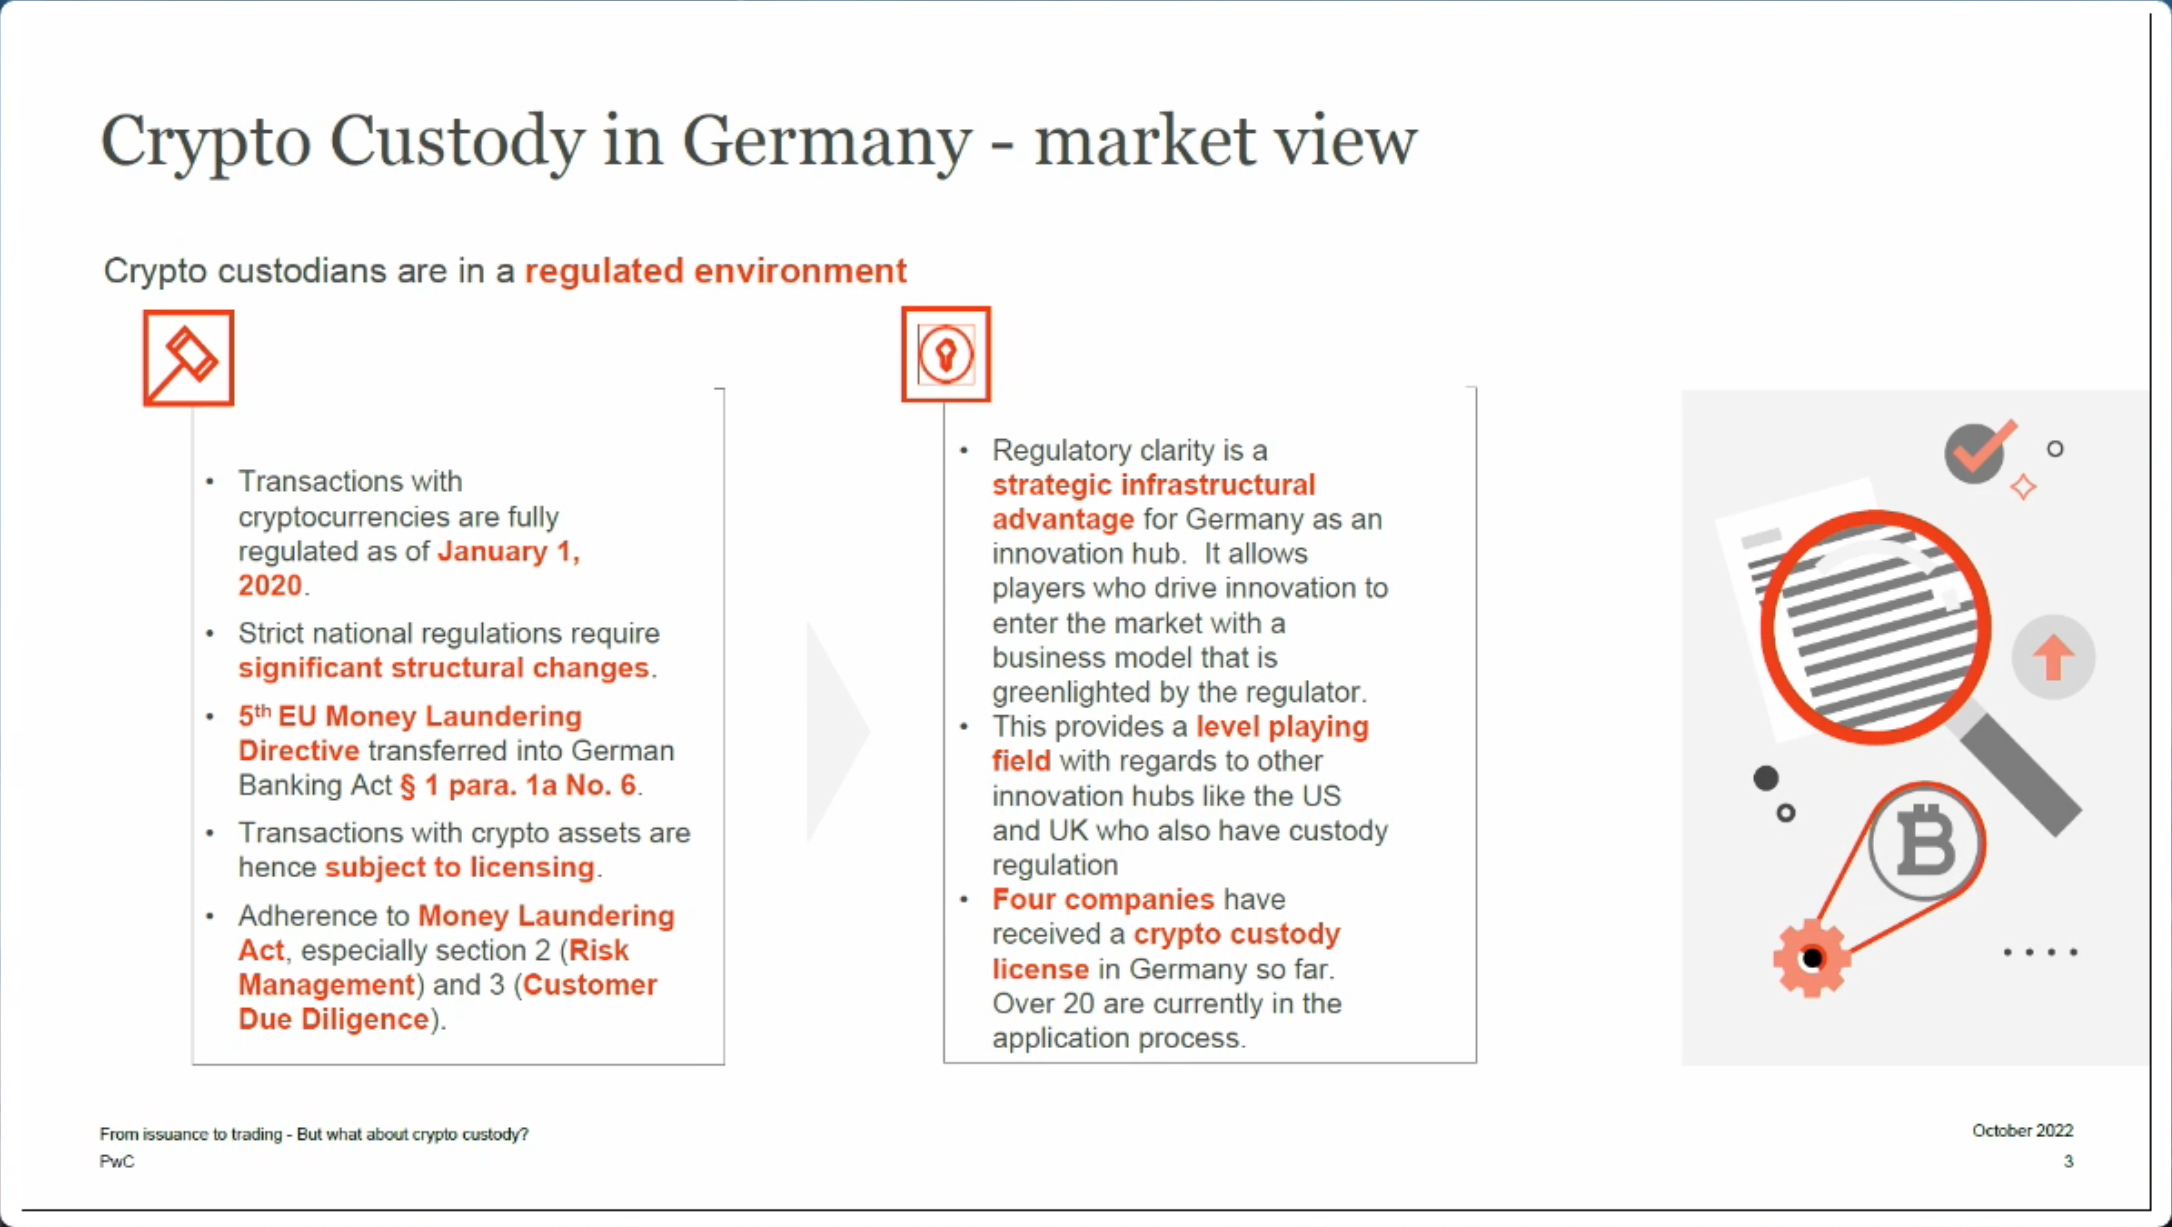 Crypto Custody in Germany - market view
Crypto custodians are in a regulated environment
• Transactions with
cryptocurrencies are fully
regulated as of January 1,
2020.
• Strict national regulations require
significant structural changes.
• 5th EU Money Laundering
Directive transferred into German
Banking Act § 1 para. 1a No. 6.
• Transactions with crypto assets are
hence subject to licensing.
• Adherence to Money Laundering
Act, especially section 2 (Risk
Management) and 3 (Customer
Due Diligence).
• Regulatory clarity is a
strategic infrastructural
advantage for Germany as an
innovation hub.  It allows
players who drive innovation to
enter the market with a
business model that is
greenlighted by the regulator.
• This provides a level playing
field with regards to other
innovation hubs like the US
and UK who also have custody
regulation
• Four companies have
received a crypto custody
license in Germany so far.
Over 20 are currently in the
application process.
From issuance to trading - But what about crypto custody?
PwC
October 2022
3